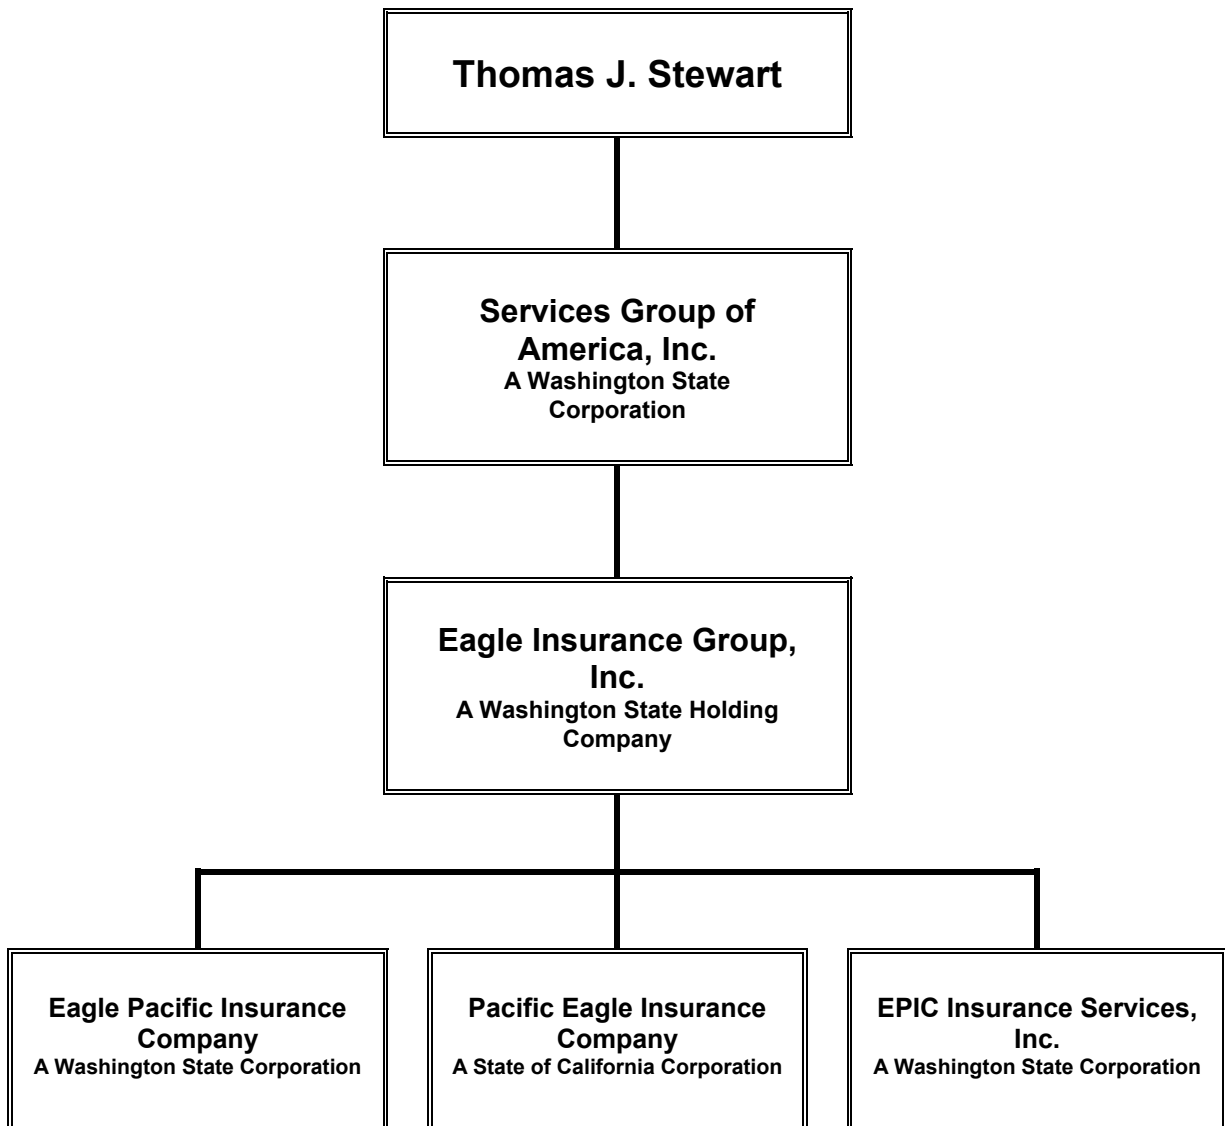 Thomas J. Stewart
Services Group of
America, Inc.
A Washington State
Corporation
Eagle Insurance Group,
Inc.
A Washington State Holding
Company
Eagle Pacific Insurance
Company
A Washington State Corporation
Pacific Eagle Insurance
Company
A State of California Corporation
EPIC Insurance Services,
Inc.
A Washington State Corporation